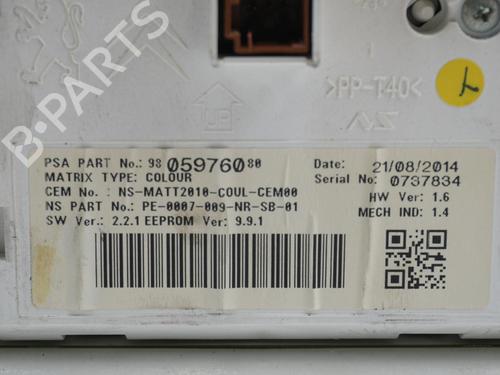 >PP-T40<
PSA PART No.: 98 059760 80
MATRIX TYPE: COLOUR
CEM No. : NS-MATT2010-COUL-CEM00
NS PART No.: PE-0007-009-NR-SB-01
SW Ver.: 2.2.1 EEPROM Ver: 9.9.1
Date: 21/08/2014
Serial No: 0737834
HW Ver: 1.6
MECH IND: 1.4
B-PARTS